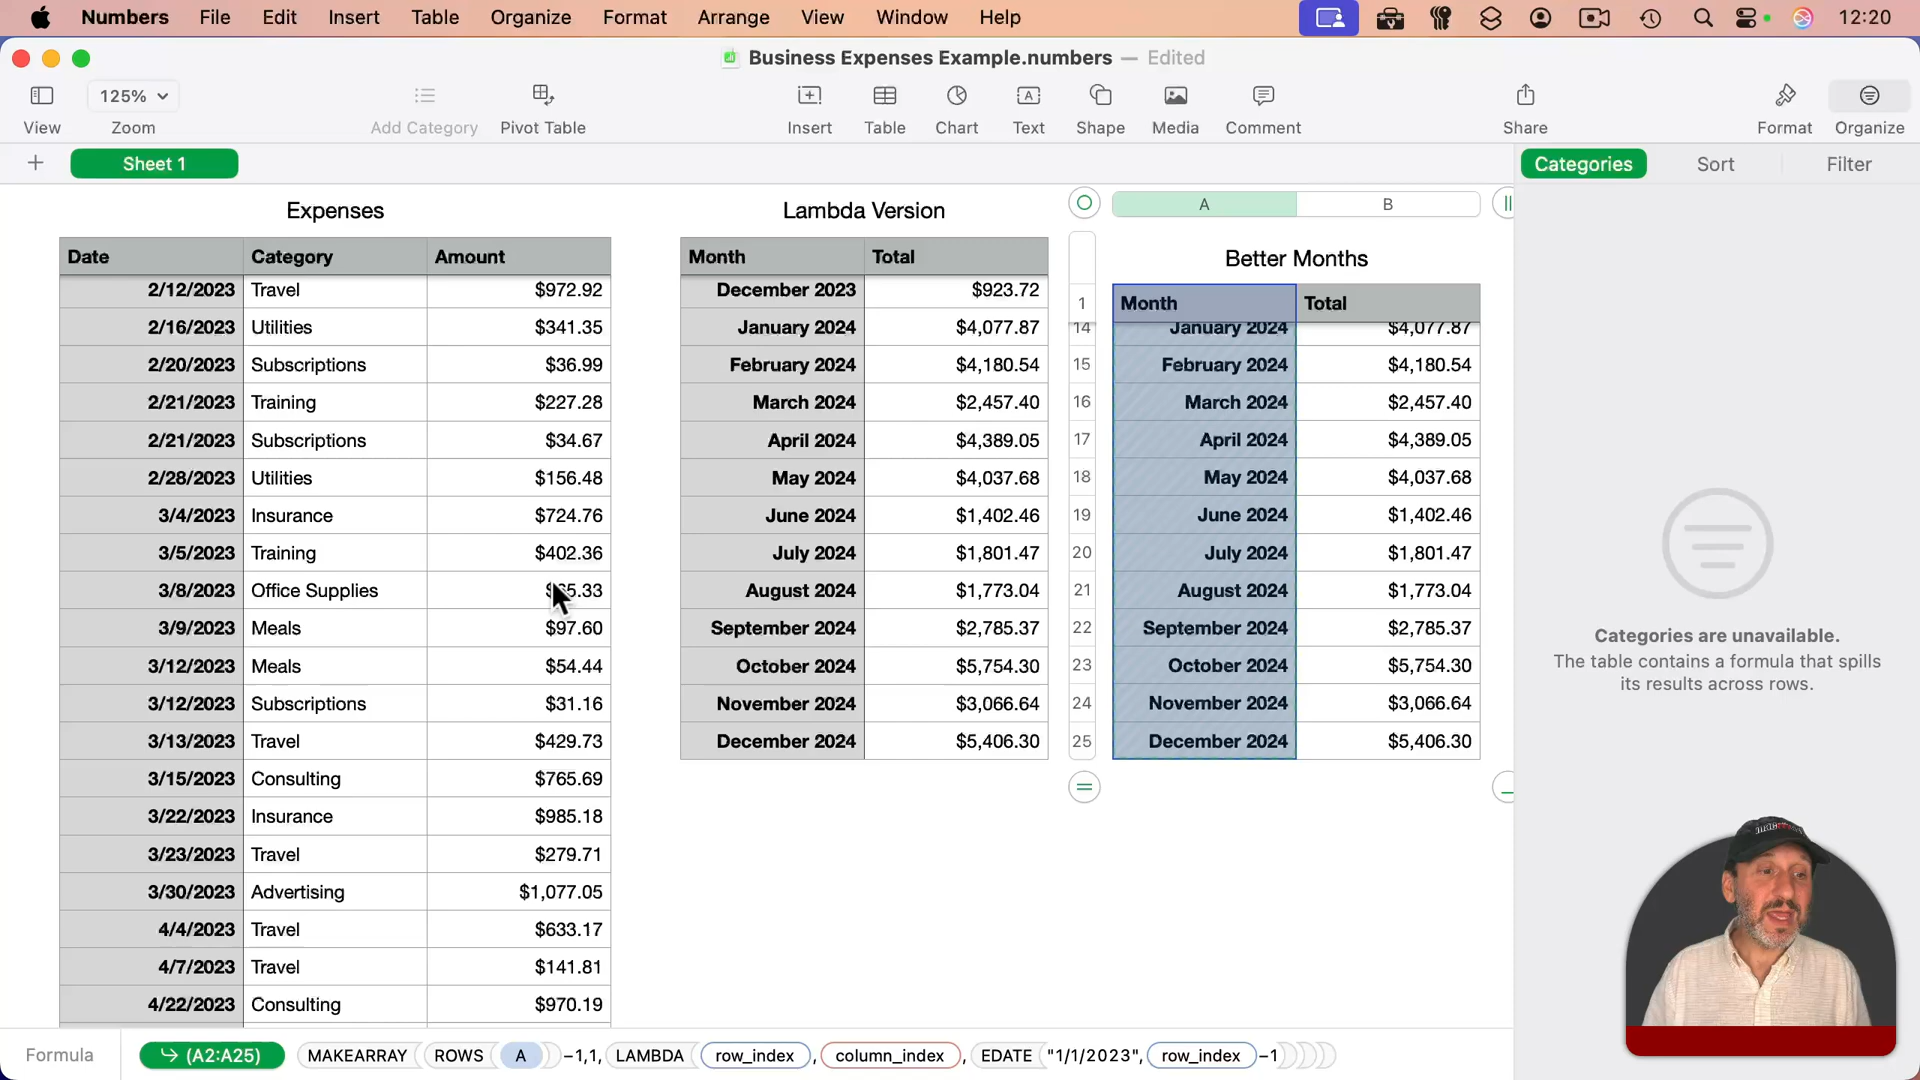 Numbers File Edit Insert Table Organize Format Arrange View Window Help 12:20
Business Expenses Example.numbers — Edited
125%
View Zoom Add Category Pivot Table Insert Table Chart Text Shape Media Comment Share Format Organize
Sheet 1
Categories Sort Filter
Expenses
Date Category Amount
2/12/2023 Travel $972.92
2/16/2023 Utilities $341.35
2/20/2023 Subscriptions $36.99
2/21/2023 Training $227.28
2/21/2023 Subscriptions $34.67
2/28/2023 Utilities $156.48
3/4/2023 Insurance $724.76
3/5/2023 Training $402.36
3/8/2023 Office Supplies
3/9/2023 Meals $97.60
3/12/2023 Meals $54.44
3/12/2023 Subscriptions $31.16
3/13/2023 Travel $429.73
3/15/2023 Consulting $765.69
3/22/2023 Insurance $985.18
3/23/2023 Travel $279.71
3/30/2023 Advertising $1,077.05
4/4/2023 Travel $633.17
4/7/2023 Travel $141.81
4/22/2023 Consulting $970.19
Lambda Version
Month Total
December 2023 $923.72
January 2024 $4,077.87
February 2024 $4,180.54
March 2024 $2,457.40
April 2024 $4,389.05
May 2024 $4,037.68
June 2024 $1,402.46
July 2024 $1,801.47
August 2024 $1,773.04
September 2024 $2,785.37
October 2024 $5,754.30
November 2024 $3,066.64
December 2024 $5,406.30
A B
Better Months
1 Month Total
14 January 2024 $4,077.87
15 February 2024 $4,180.54
16 March 2024 $2,457.40
17 April 2024 $4,389.05
18 May 2024 $4,037.68
19 June 2024 $1,402.46
20 July 2024 $1,801.47
21 August 2024 $1,773.04
22 September 2024 $2,785.37
23 October 2024 $5,754.30
24 November 2024 $3,066.64
25 December 2024 $5,406.30
Categories are unavailable.
The table contains a formula that spills
its results across rows.
Formula (A2:A25) MAKEARRAY ROWS A −1,1, LAMBDA row_index , column_index , EDATE "1/1/2023", row_index −1